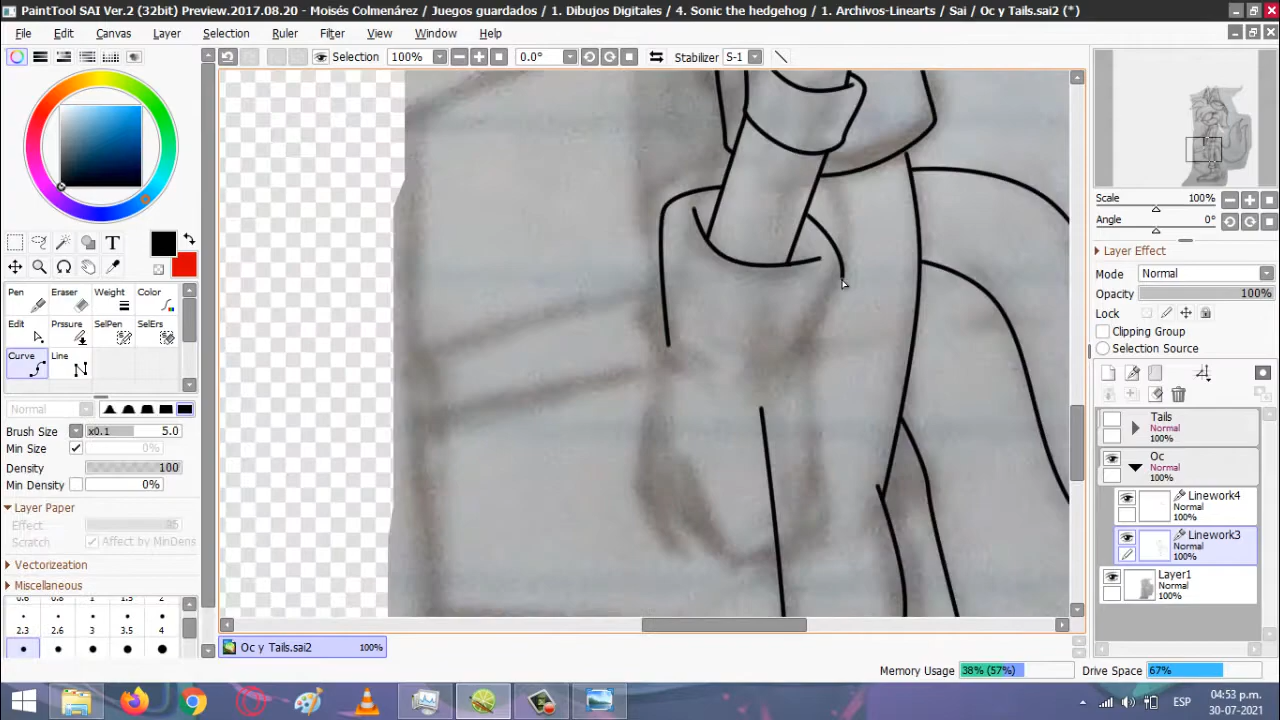 PaintTool SAI Ver.2 (32bit) Preview.2017.08.20 - Moisés Colmenárez / Juegos guardados / 1. Dibujos Digitales / 4. Sonic the hedgehog / 1. Archivos-Linearts / Sai / Oc y Tails.sai2 (*)
File Edit Canvas Layer Selection Ruler Filter View Window Help
Selection 100% 0.0° Stabilizer S-1
Scale 100%
Angle 0°
Layer Effect
Mode Normal
Opacity 100%
Lock
Clipping Group
Selection Source
T
Pen Eraser Weight Color
Edit Prssure SelPen SelErs
Curve Line
Normal
Brush Size x0.1 5.0
Min Size 0%
Density 100
Min Density 0%
Layer Paper
Effect 35
Scratch Affect by MinDens
Vectorization
Miscellaneous
0.6 0.8 1 1.5 2
2.3 2.6 3 3.5 4
Tails
Normal
100%
Oc
Normal
100%
Linework4
Normal
100%
Linework3
Normal
100%
Layer1
Normal
100%
Oc y Tails.sai2 100%
Memory Usage 38% (57%) Drive Space 67%
ESP
04:53 p.m.
30-07-2021